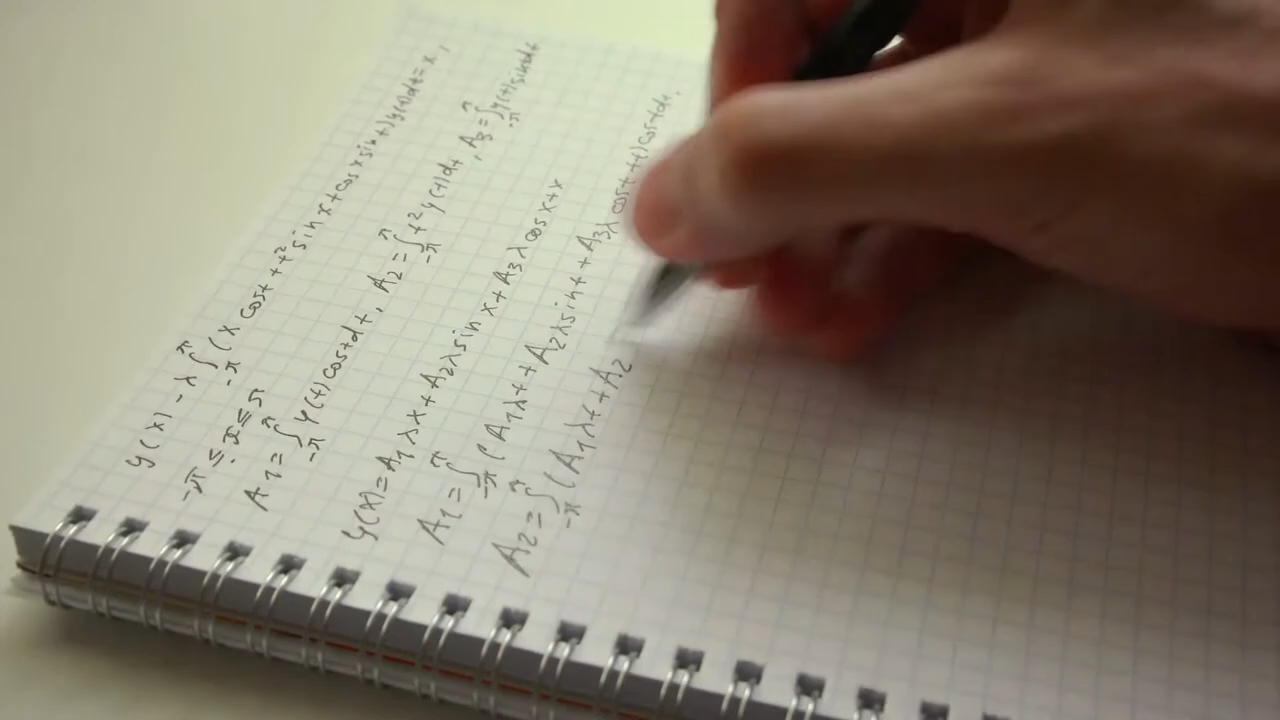 y(x) - λ ∫_{-π}^{π} (x cost + t² sin x + cos x sin t) y(t) dt = x,
-π ≤ x ≤ π
A₁ = ∫_{-π}^{π} y(t) cos t dt, A₂ = ∫_{-π}^{π} t² y(t) dt, A₃ = ∫_{-π}^{π} y(t) sin t dt
y(x) = A₁ λ x + A₂ λ sin x + A₃ λ cos x + x
A₁ = ∫_{-π}^{π} (A₁ λ t + A₂ λ sin t + A₃ λ cos t + t) cos t dt,
A₂ = ∫_{-π}^{π} (A₁ λ t + A₂